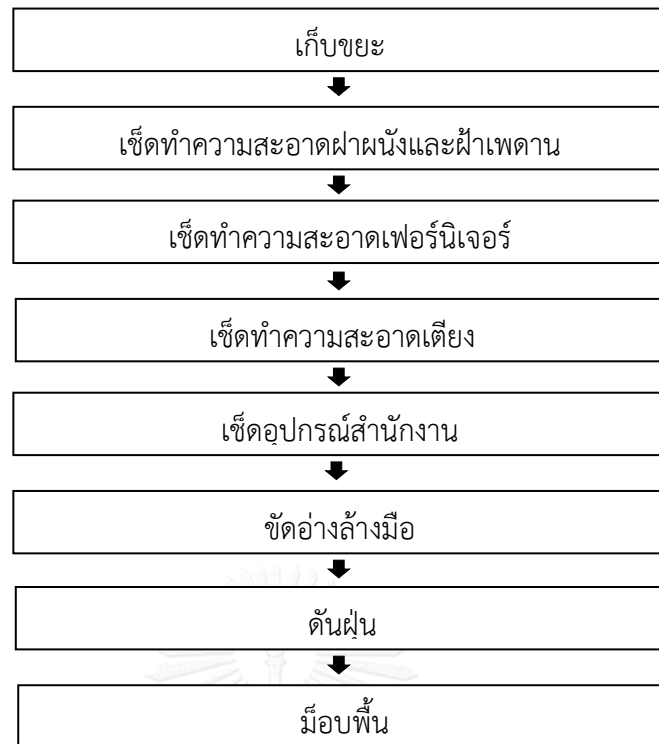 เก็บขยะ
เช็ดทำความสะอาดฝาผนังและฝ้าเพดาน
เช็ดทำความสะอาดเฟอร์นิเจอร์
เช็ดทำความสะอาดเตียง
เช็ดอุปกรณ์สำนักงาน
ขัดอ่างล้างมือ
ดันฝุ่น
ม็อบพื้น